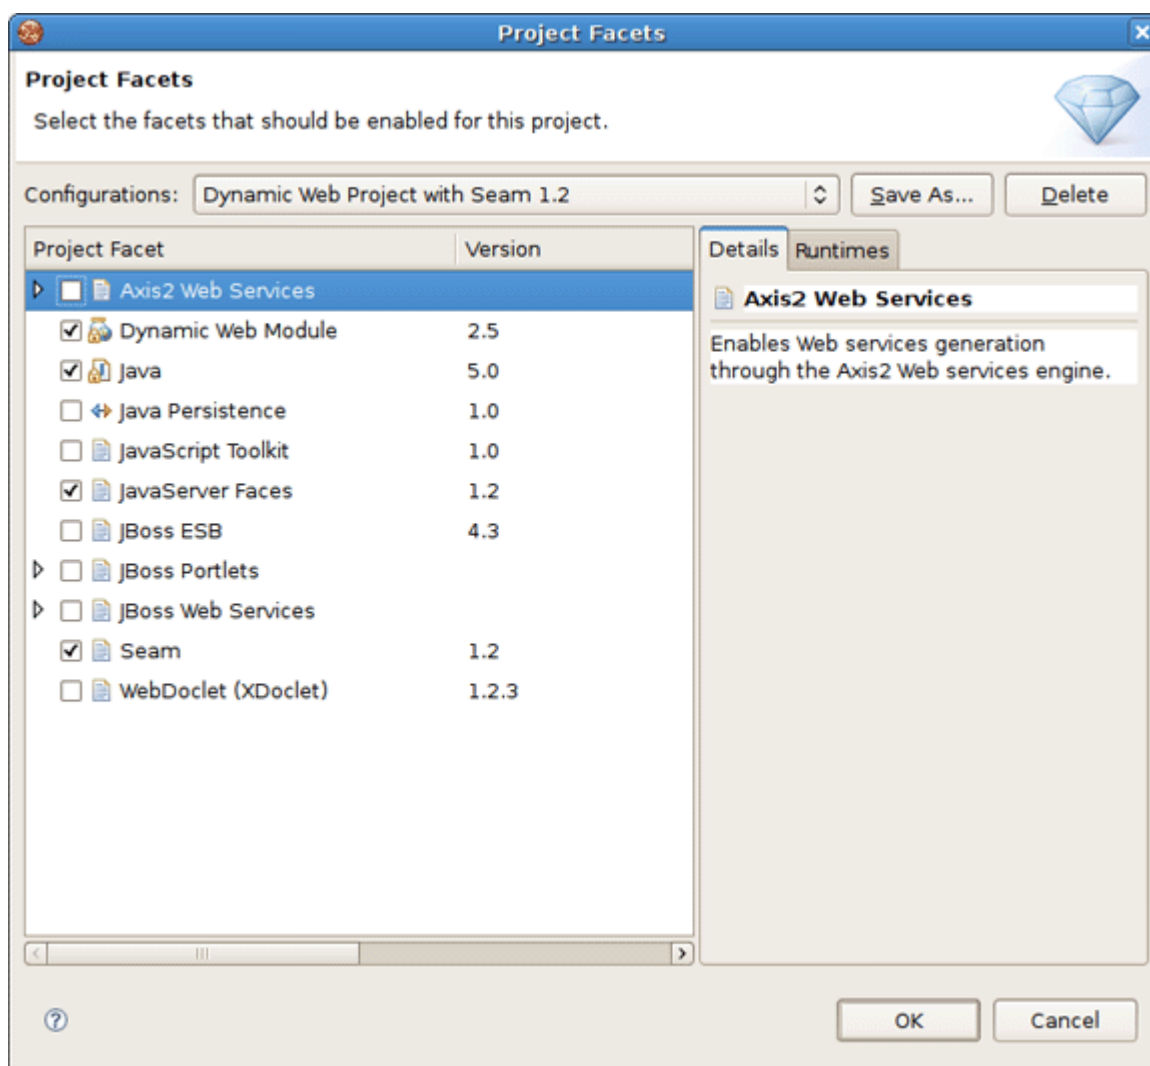 Project Facets
Project Facets
Select the facets that should be enabled for this project.
Configurations: Dynamic Web Project with Seam 1.2 Save As... Delete
Project Facet Version Details Runtimes
Axis2 Web Services
Axis2 Web Services
Dynamic Web Module 2.5
Enables Web services generation
through the Axis2 Web services engine.
Java 5.0
Java Persistence 1.0
JavaScript Toolkit 1.0
JavaServer Faces 1.2
JBoss ESB 4.3
JBoss Portlets
JBoss Web Services
Seam 1.2
WebDoclet (XDoclet) 1.2.3
OK Cancel